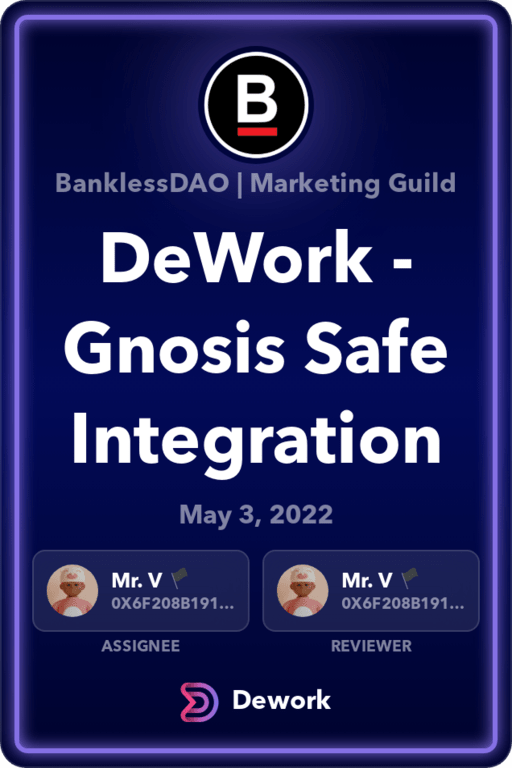 B
BanklessDAO | Marketing Guild
DeWork -
Gnosis Safe
Integration
May 3, 2022
Mr. V 🏴
0X6F208B191...
ASSIGNEE
Mr. V 🏴
0X6F208B191...
REVIEWER
Dework